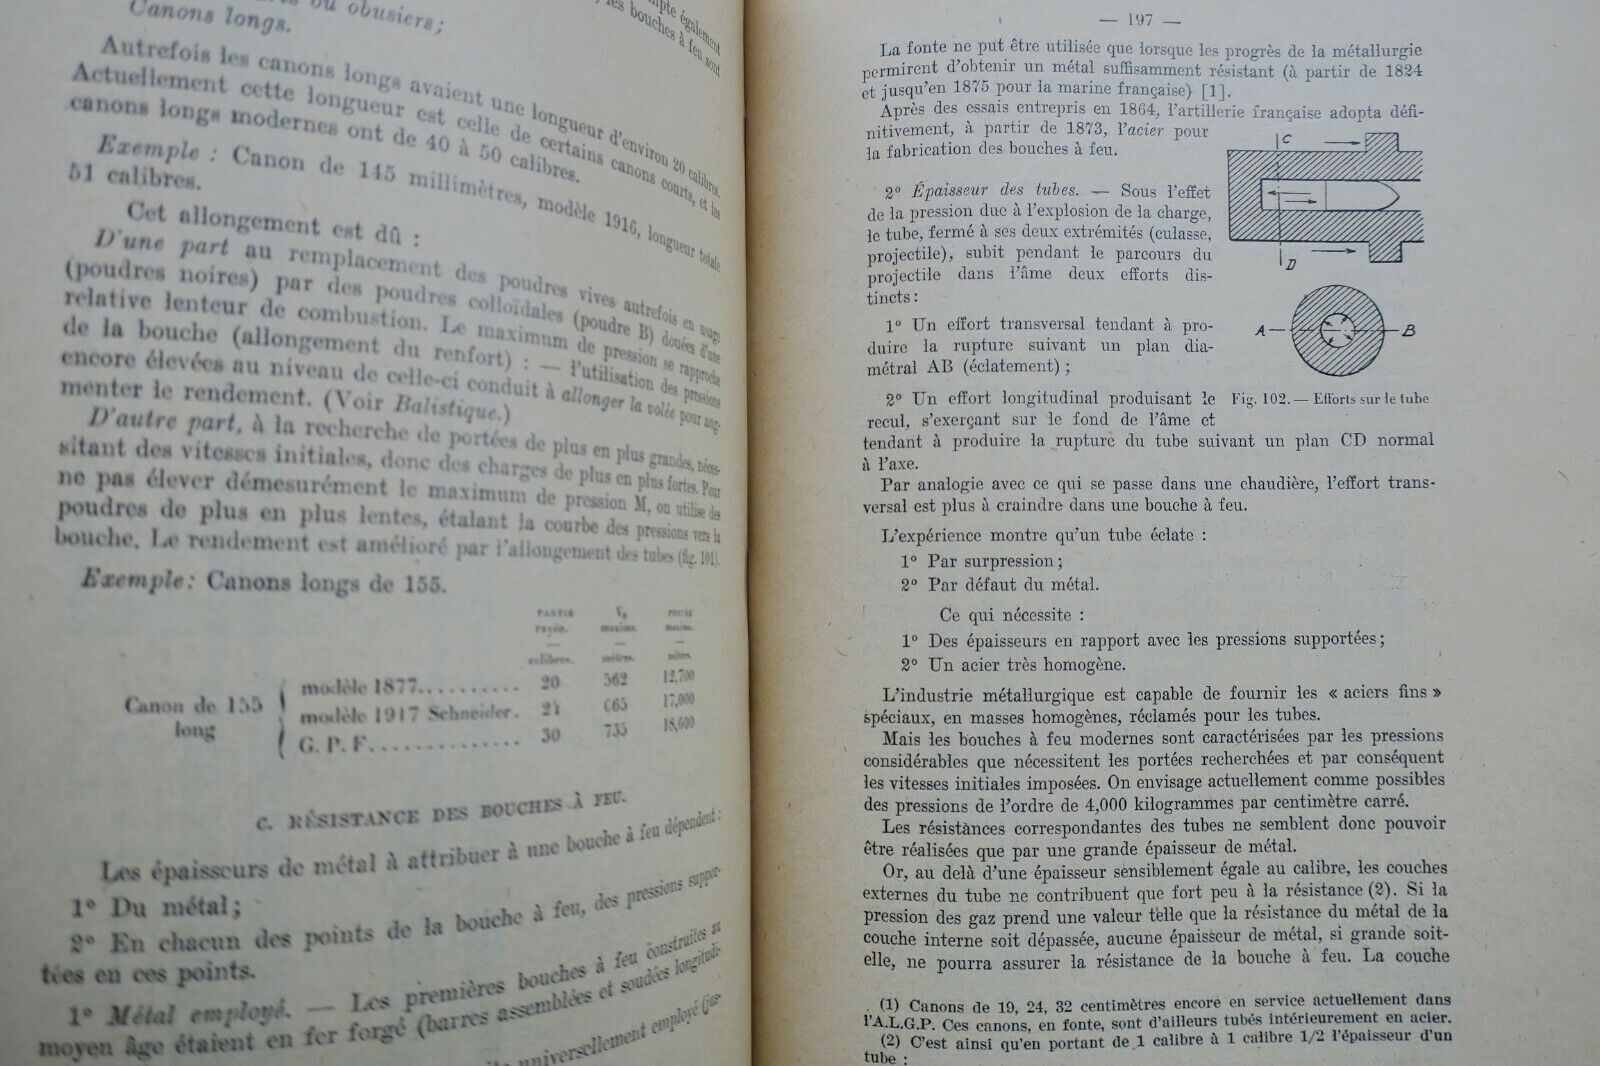 ou obusiers;
Canons longs.
mpte également
les bouches à feu sont
Autrefois les canons longs avaient une longueur d'environ 20 calibres.
Actuellement cette longueur est celle de certains canons courts, et les
canons longs modernes ont de 40 à 50 calibres.
Exemple : Canon de 145 millimètres, modèle 1916, longueur totale
51 calibres.
Cet allongement est dû :
D'une part au remplacement des poudres vives autrefois en usage
(poudres noires) par des poudres colloïdales (poudre B) douées d'une
relative lenteur de combustion. Le maximum de pression se rapproche
de la bouche (allongement du renfort) : — l'utilisation des pressions
encore élevées au niveau de celle-ci conduit à allonger la volée pour aug-
menter le rendement. (Voir Balistique.)
D'autre part, à la recherche de portées de plus en plus grandes, néces-
sitant des vitesses initiales, donc des charges de plus en plus fortes. Pour
ne pas élever démesurément le maximum de pression M, on utilise des
poudres de plus en plus lentes, étalant la courbe des pressions vers la
bouche. Le rendement est amélioré par l'allongement des tubes (fig. 101).
Exemple: Canons longs de 155.
PARTIE V₀
rayée. maxima. maxima.
calibres. mètres. mètres.
Canon de 155 long
modèle 1877.......... 20 562 12,700
modèle 1917 Schneider. 24 665 17,000
G. P. F.............. 30 735 18,600
C. RÉSISTANCE DES BOUCHES À FEU.
Les épaisseurs de métal à attribuer à une bouche à feu dépendent :
1° Du métal;
2° En chacun des points de la bouche à feu, des pressions suppor-
tées en ces points.
1° Métal employé. — Les premières bouches à feu construites au
moyen âge étaient en fer forgé (barres assemblées et soudées longitudi-
universellement employé (jus-
— 197 —
La fonte ne put être utilisée que lorsque les progrès de la métallurgie
permirent d'obtenir un métal suffisamment résistant (à partir de 1824
et jusqu'en 1875 pour la marine française) [1].
Après des essais entrepris en 1864, l'artillerie française adopta défi-
nitivement, à partir de 1873, l'acier pour
la fabrication des bouches à feu.
2° Épaisseur des tubes. — Sous l'effet
de la pression due à l'explosion de la charge,
le tube, fermé à ses deux extrémités (culasse,
projectile), subit pendant le parcours du
projectile dans l'âme deux efforts dis-
tincts :
1° Un effort transversal tendant à pro-
duire la rupture suivant un plan dia-
métral AB (éclatement) ;
2° Un effort longitudinal produisant le
recul, s'exerçant sur le fond de l'âme et
tendant à produire la rupture du tube suivant un plan CD normal
à l'axe.
C
D
A
B
Fig. 102. — Efforts sur le tube
Par analogie avec ce qui se passe dans une chaudière, l'effort trans-
versal est plus à craindre dans une bouche à feu.
L'expérience montre qu'un tube éclate :
1° Par surpression ;
2° Par défaut du métal.
Ce qui nécessite :
1° Des épaisseurs en rapport avec les pressions supportées ;
2° Un acier très homogène.
L'industrie métallurgique est capable de fournir les « aciers fins »
spéciaux, en masses homogènes, réclamés pour les tubes.
Mais les bouches à feu modernes sont caractérisées par les pressions
considérables que nécessitent les portées recherchées et par conséquent
les vitesses initiales imposées. On envisage actuellement comme possibles
des pressions de l'ordre de 4,000 kilogrammes par centimètre carré.
Les résistances correspondantes des tubes ne semblent donc pouvoir
être réalisées que par une grande épaisseur de métal.
Or, au delà d'une épaisseur sensiblement égale au calibre, les couches
externes du tube ne contribuent que fort peu à la résistance (2). Si la
pression des gaz prend une valeur telle que la résistance du métal de la
couche interne soit dépassée, aucune épaisseur de métal, si grande soit-
elle, ne pourra assurer la résistance de la bouche à feu. La couche
(1) Canons de 19, 24, 32 centimètres encore en service actuellement dans
l'A.L.G.P. Ces canons, en fonte, sont d'ailleurs tubés intérieurement en acier.
(2) C'est ainsi qu'en portant de 1 calibre à 1 calibre 1/2 l'épaisseur d'un
tube :